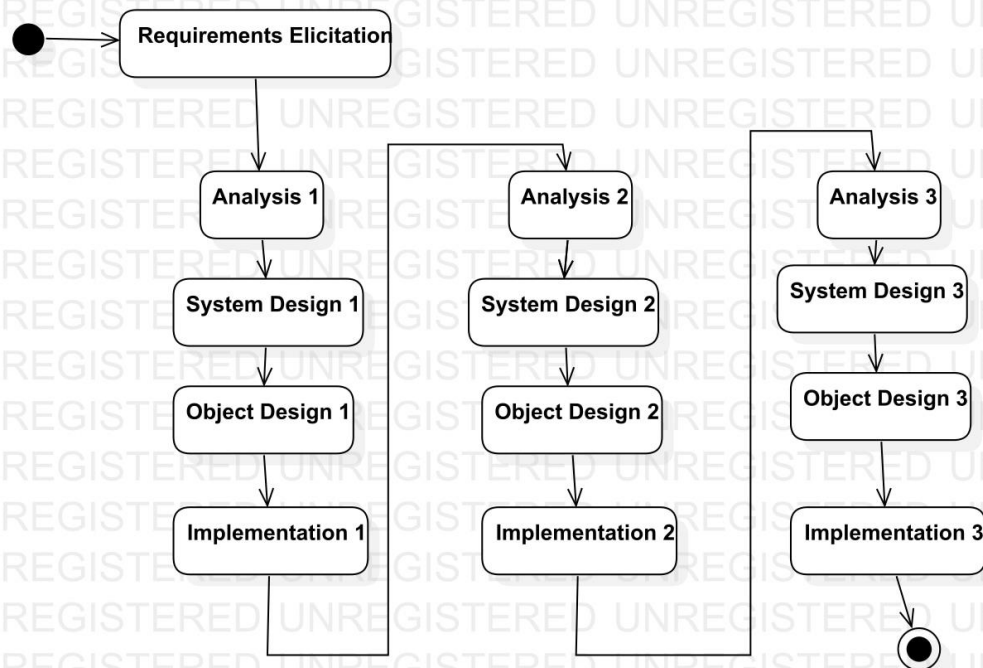 Requirements Elicitation
Analysis 1
System Design 1
Object Design 1
Implementation 1
Analysis 2
System Design 2
Object Design 2
Implementation 2
Analysis 3
System Design 3
Object Design 3
Implementation 3
UNREGISTERED